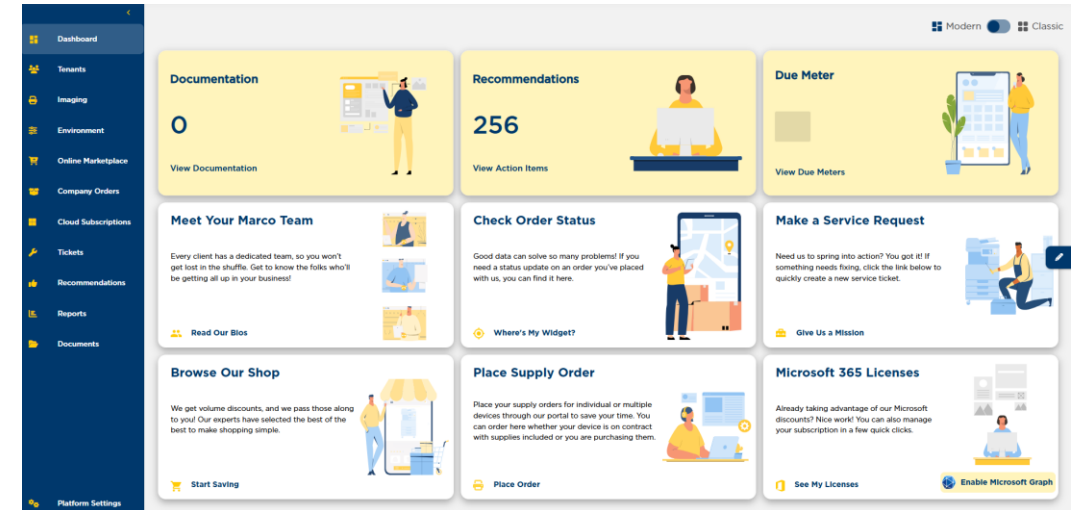 Dashboard
Tenants
Imaging
Environment
Online Marketplace
Company Orders
Cloud Subscriptions
Tickets
Recommendations
Reports
Documents
Platform Settings
Modern
Classic
Documentation
0
View Documentation
Recommendations
256
View Action Items
Due Meter
View Due Meters
Meet Your Marco Team
Every client has a dedicated team, so you won't
get lost in the shuffle. Get to know the folks who'll
be getting all up in your business!
Read Our Bios
Check Order Status
Good data can solve so many problems! If you
need a status update on an order you've placed
with us, you can find it here.
Where's My Widget?
Make a Service Request
Need us to spring into action? You got it! If
something needs fixing, click the link below to
quickly create a new service ticket.
Give Us a Mission
Browse Our Shop
We get volume discounts, and we pass those along
to you! Our experts have selected the best of the
best to make shopping simple.
Start Saving
Place Supply Order
Place your supply orders for individual or multiple
devices through our portal to save your time. You
can order here whether your device is on contract
with supplies included or you are purchasing them.
Place Order
Microsoft 365 Licenses
Already taking advantage of our Microsoft
discounts? Nice work! You can also manage
your subscription in a few quick clicks.
See My Licenses
Enable Microsoft Graph